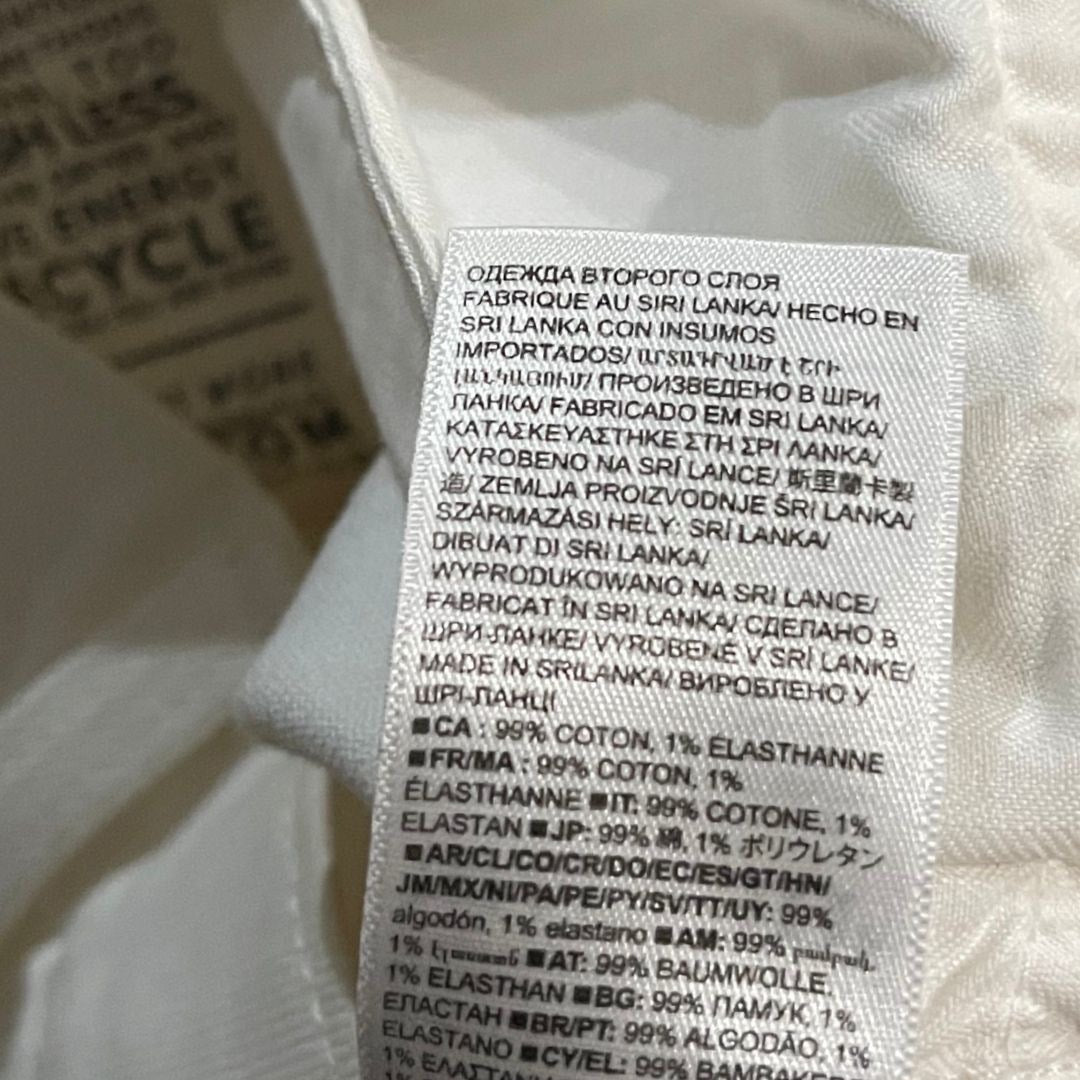 LESS
ENERGY
CYCLE
ОДЕЖДА ВТОРОГО СЛОЯ
FABRIQUE AU SIRI LANKA/ HECHO EN
SRI LANKA CON INSUMOS
IMPORTADOS/ ԱՐՏԱԴՐՎԱԾ Է ՇՐԻ
ԼԱՆԿԱՅՈՒՄ/ ПРОИЗВЕДЕНО В ШРИ
ЛАНКА/ FABRICADO EM SRI LANKA/
ΚΑΤΑΣΚΕΥΑΣΤΗΚΕ ΣΤΗ ΣΡΙ ΛΑΝΚΑ/
VYROBENO NA SRÍ LANCE/ 斯里蘭卡製
造/ ZEMLJA PROIZVODNJE ŠRI LANKA/
SZÁRMAZÁSI HELY: SRÍ LANKA/
DIBUAT DI SRI LANKA/
WYPRODUKOWANO NA SRI LANCE/
FABRICAT ÎN SRI LANKA/ СДЕЛАНО В
ШРИ-ЛАНКЕ/ VYROBENÉ V SRÍ LANKE/
MADE IN SRILANKA/ ВИРОБЛЕНО У
ШРІ-ЛАНЦІ
■CA : 99% COTON, 1% ÉLASTHANNE
■FR/MA : 99% COTON, 1%
ÉLASTHANNE ■IT: 99% COTONE, 1%
ELASTAN ■JP: 99% 綿, 1% ポリウレタン
■AR/CL/CO/CR/DO/EC/ES/GT/HN/
JM/MX/NI/PA/PE/PY/SV/TT/UY: 99%
algodón, 1% elastano ■AM: 99% բամբակ,
1% էլաստան ■AT: 99% BAUMWOLLE,
1% ELASTHAN ■BG: 99% ПАМУК, 1%
ЕЛАСТАН ■BR/PT: 99% ALGODÃO, 1%
ELASTANO ■CY/EL: 99%
1%